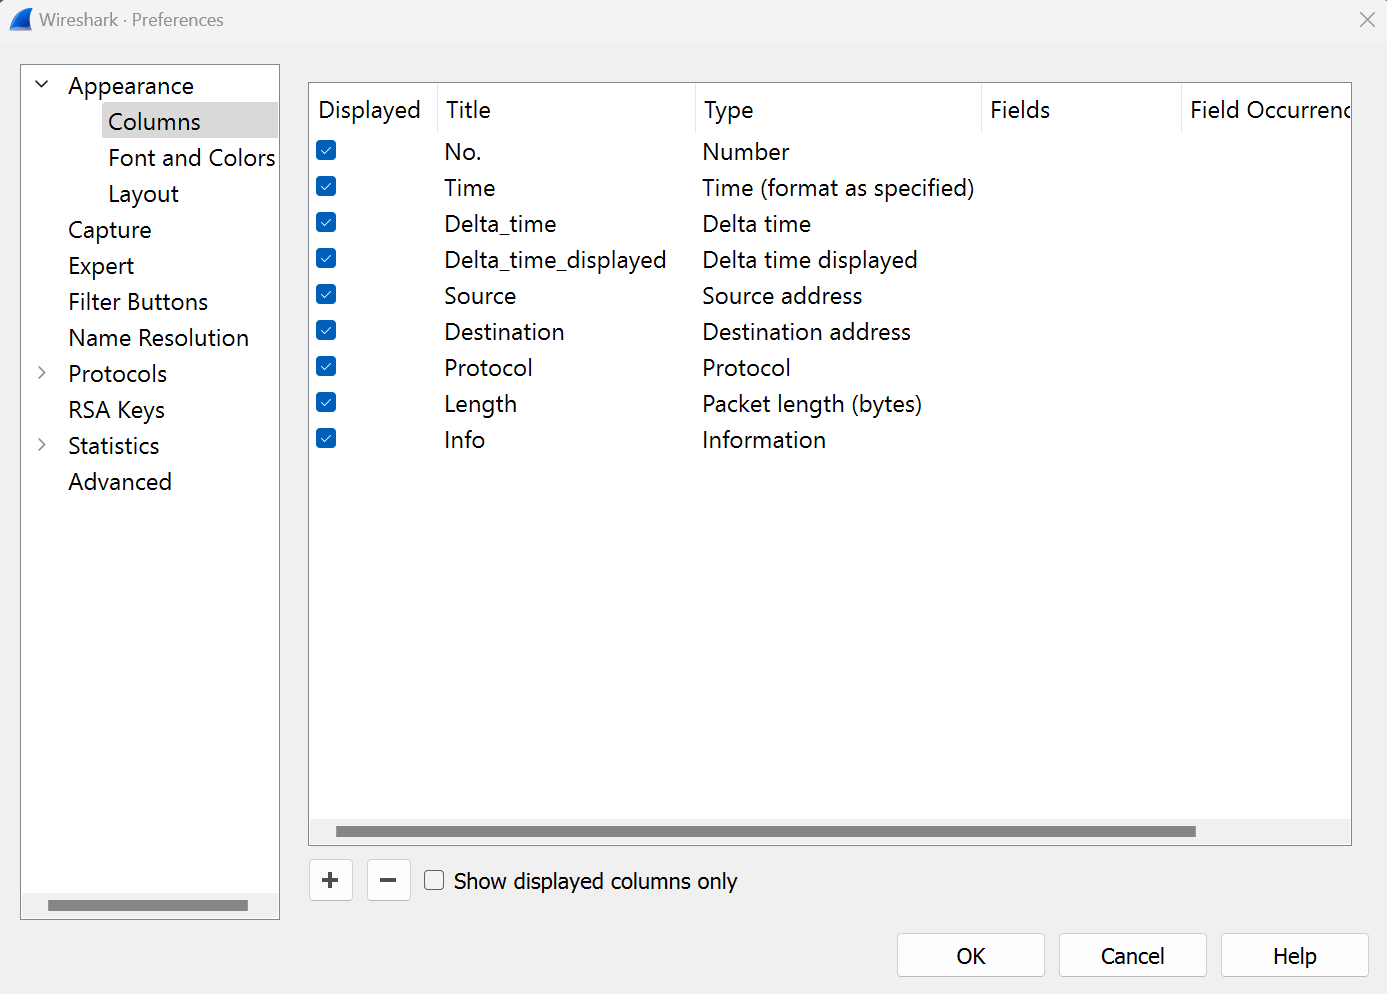 Wireshark · Preferences
Appearance
Columns
Font and Colors
Layout
Capture
Expert
Filter Buttons
Name Resolution
Protocols
RSA Keys
Statistics
Advanced
Displayed Title Type Fields Field Occurrenc
No. Number
Time Time (format as specified)
Delta_time Delta time
Delta_time_displayed Delta time displayed
Source Source address
Destination Destination address
Protocol Protocol
Length Packet length (bytes)
Info Information
Show displayed columns only
OK Cancel Help